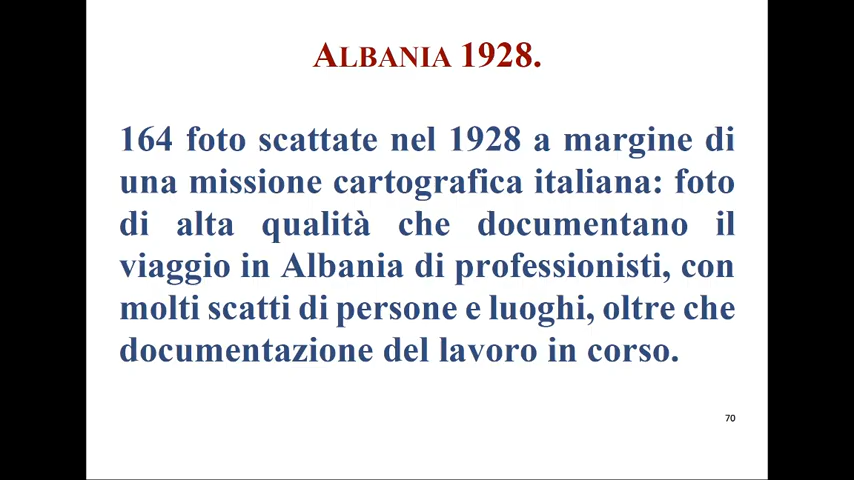 ALBANIA 1928.
164 foto scattate nel 1928 a margine di
una missione cartografica italiana: foto
di alta qualità che documentano il
viaggio in Albania di professionisti, con
molti scatti di persone e luoghi, oltre che
documentazione del lavoro in corso.
70